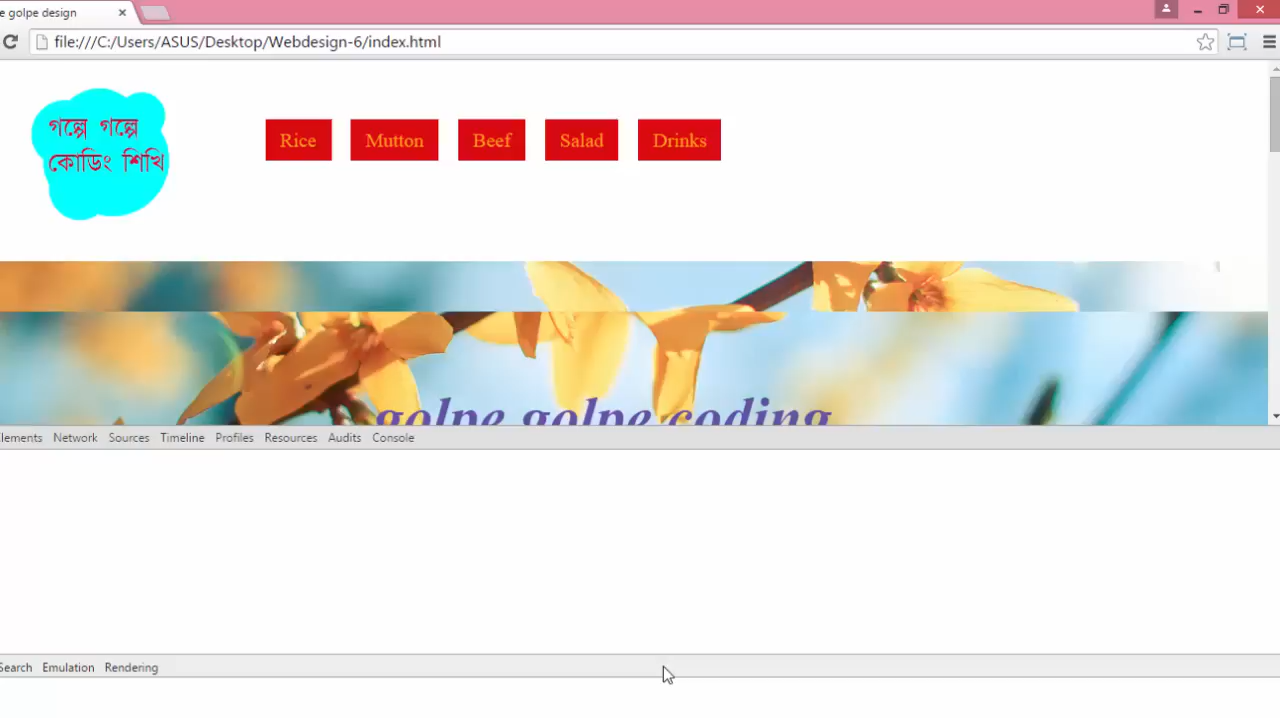 e golpe design
file:///C:/Users/ASUS/Desktop/Webdesign-6/index.html
গল্পে গল্পে
কোডিং শিখি
Rice Mutton Beef Salad Drinks
golpe golpe coding
lements Network Sources Timeline Profiles Resources Audits Console
Search Emulation Rendering